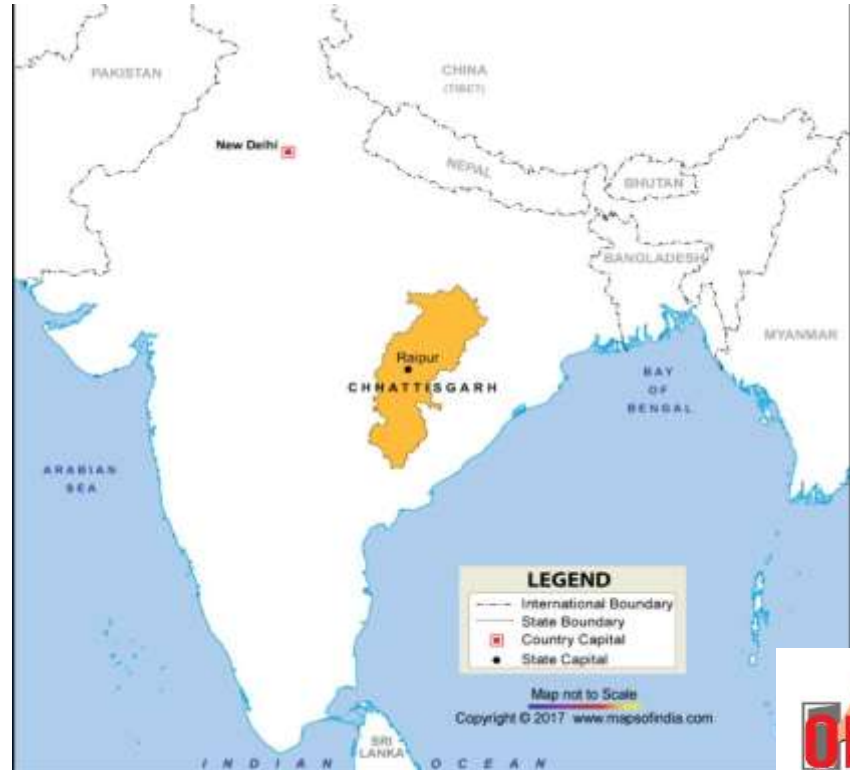 PAKISTAN
CHINA
(TIBET)
New Delhi
NEPAL
BHUTAN
BANGLADESH
MYANMAR
Raipur
CHHATTISGARH
BAY
OF
BENGAL
ARABIAN
SEA
LEGEND
International Boundary
State Boundary
Country Capital
State Capital
Map not to Scale
Copyright © 2017 www.mapsofindia.com
SRI
LANKA
INDIAN OCEAN